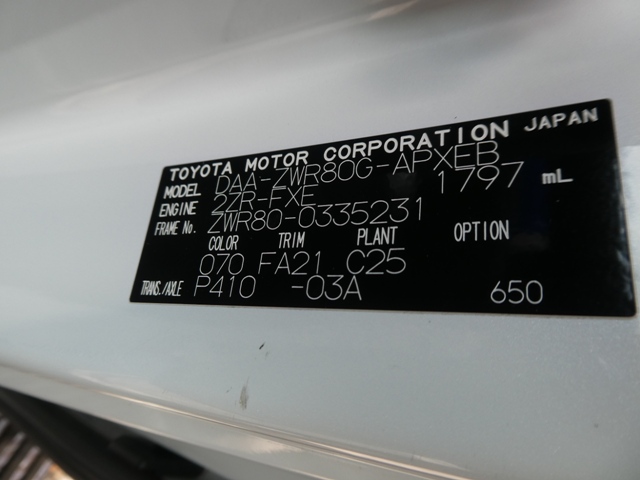 TOYOTA MOTOR CORPORATION JAPAN
MODEL DAA-ZWR80G-APXEB
ENGINE 2ZR-FXE 1797 mL
FRAME No. ZWR80-0335231
COLOR TRIM PLANT OPTION
070 FA21 C25
TRANS./AXLE P410 -03A 650